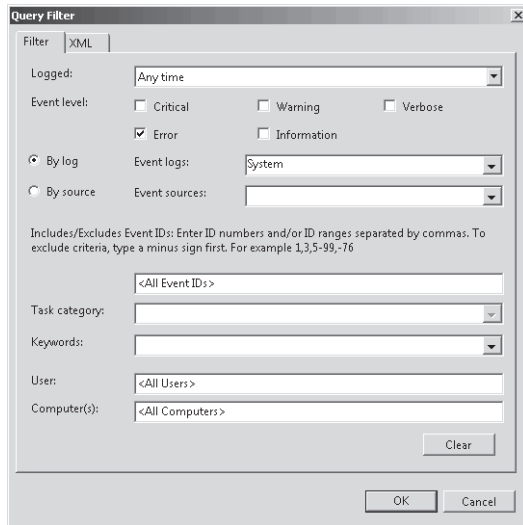 Query Filter
Filter XML
Logged: Any time
Event level: Critical Warning Verbose
Error Information
By log Event logs: System
By source Event sources:
Includes/Excludes Event IDs: Enter ID numbers and/or ID ranges separated by commas. To
exclude criteria, type a minus sign first. For example 1,3,5-99,-76
<All Event IDs>
Task category:
Keywords:
User: <All Users>
Computer(s): <All Computers>
Clear
OK Cancel